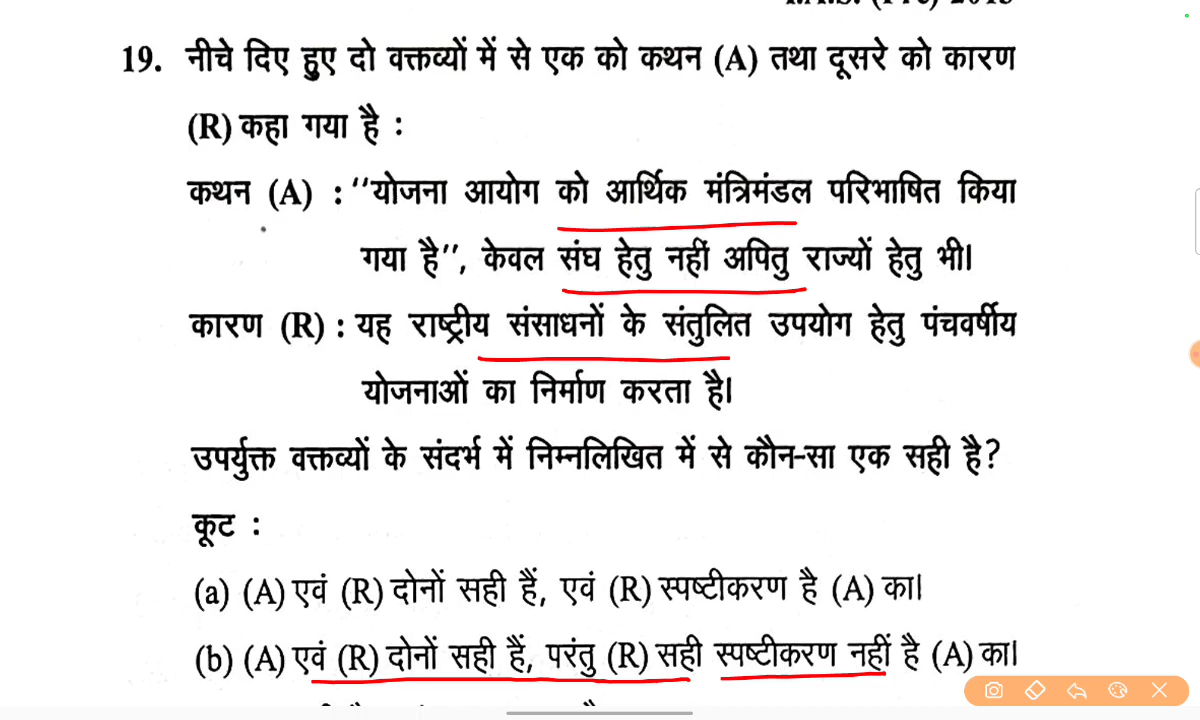 19. नीचे दिए हुए दो वक्तव्यों में से एक को कथन (A) तथा दूसरे को कारण
(R) कहा गया है :
कथन (A) : ''योजना आयोग को आर्थिक मंत्रिमंडल परिभाषित किया
गया है'', केवल संघ हेतु नहीं अपितु राज्यों हेतु भी।
कारण (R) : यह राष्ट्रीय संसाधनों के संतुलित उपयोग हेतु पंचवर्षीय
योजनाओं का निर्माण करता है।
उपर्युक्त वक्तव्यों के संदर्भ में निम्नलिखित में से कौन-सा एक सही है?
कूट :
(a) (A) एवं (R) दोनों सही हैं, एवं (R) स्पष्टीकरण है (A) का।
(b) (A) एवं (R) दोनों सही हैं, परंतु (R) सही स्पष्टीकरण नहीं है (A) का।